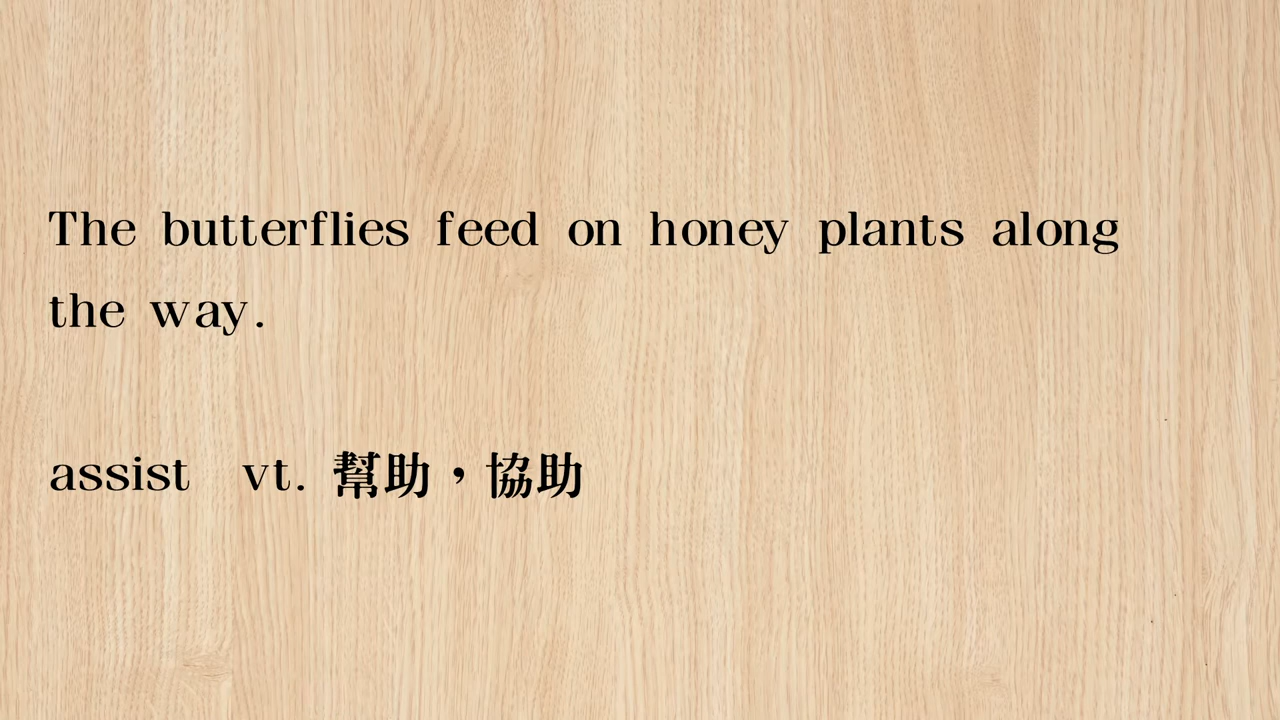 The butterflies feed on honey plants along
the way.
assist vt. 幫助，協助